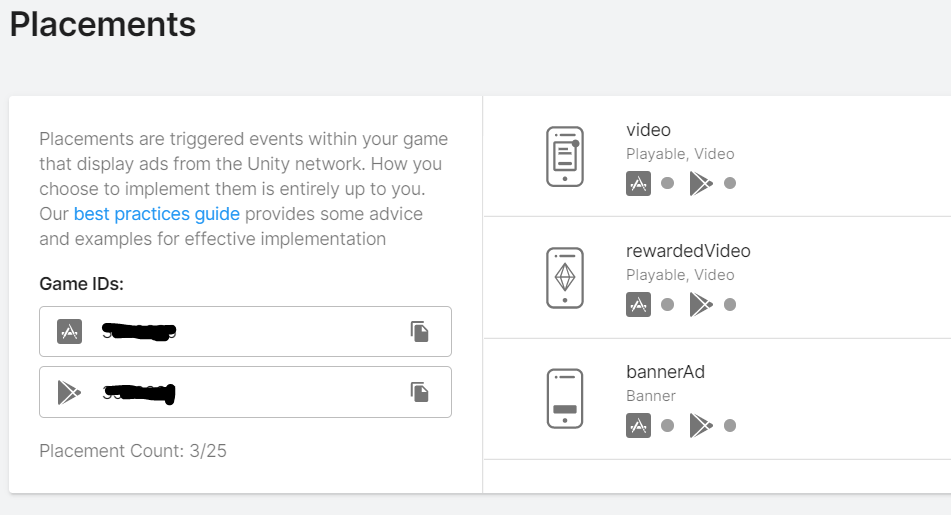 Placements
Placements are triggered events within your game
that display ads from the Unity network. How you
choose to implement them is entirely up to you.
Our best practices guide provides some advice
and examples for effective implementation
Game IDs:
Placement Count: 3/25
video
Playable, Video
rewardedVideo
Playable, Video
bannerAd
Banner